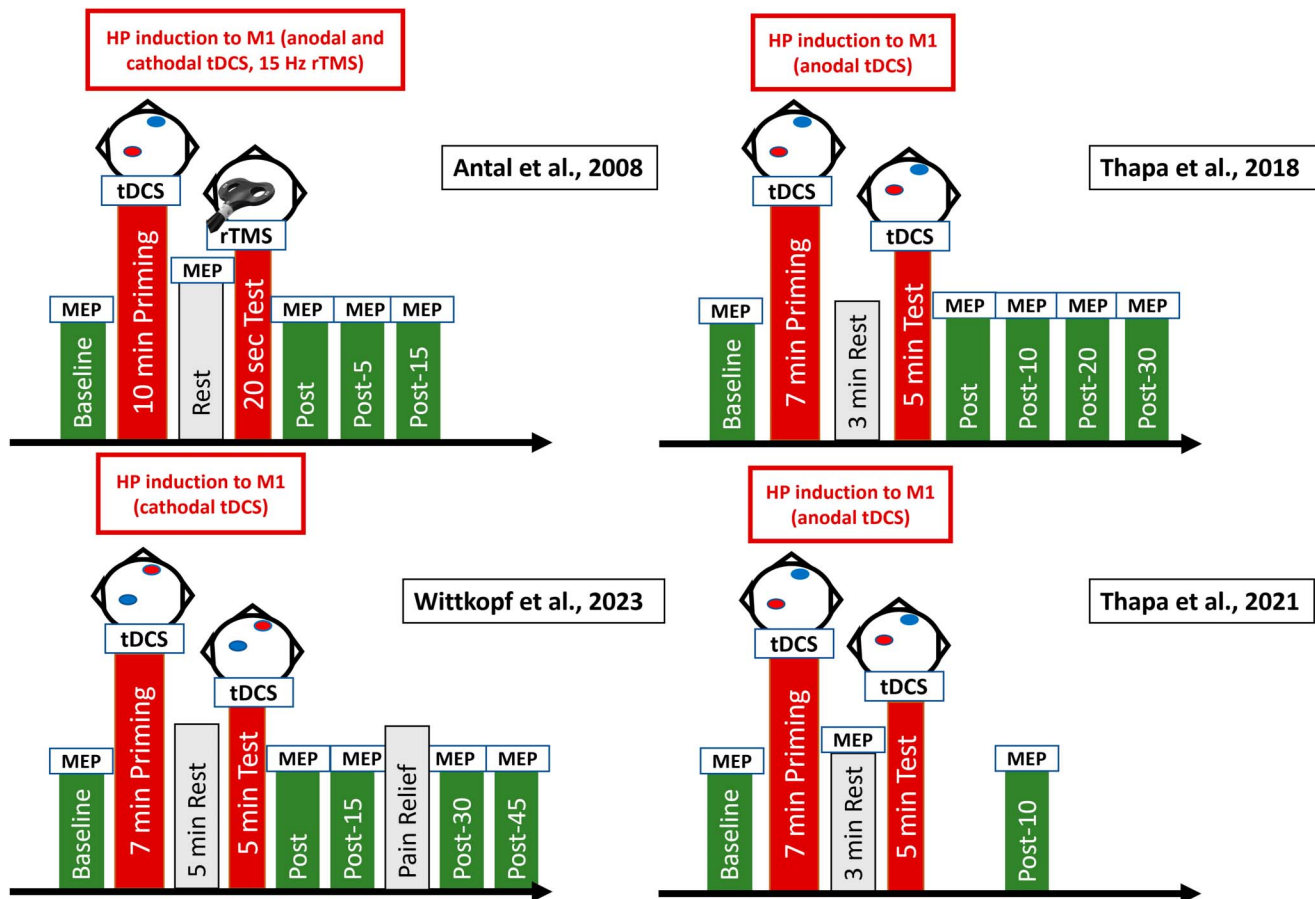 HP induction to M1 (anodal and
cathodal tDCS, 15 Hz rTMS)
Antal et al., 2008
tDCS
rTMS
MEP
MEP
MEP
MEP
MEP
Baseline
10 min Priming
Rest
20 sec Test
Post
Post-5
Post-15
HP induction to M1
(anodal tDCS)
Thapa et al., 2018
tDCS
tDCS
MEP
MEP
MEP
MEP
MEP
Baseline
7 min Priming
3 min Rest
5 min Test
Post
Post-10
Post-20
Post-30
HP induction to M1
(cathodal tDCS)
Wittkopf et al., 2023
tDCS
tDCS
MEP
MEP
MEP
MEP
MEP
Baseline
7 min Priming
5 min Rest
5 min Test
Post
Post-15
Pain Relief
Post-30
Post-45
HP induction to M1
(anodal tDCS)
Thapa et al., 2021
tDCS
tDCS
MEP
MEP
MEP
Baseline
7 min Priming
3 min Rest
5 min Test
Post-10